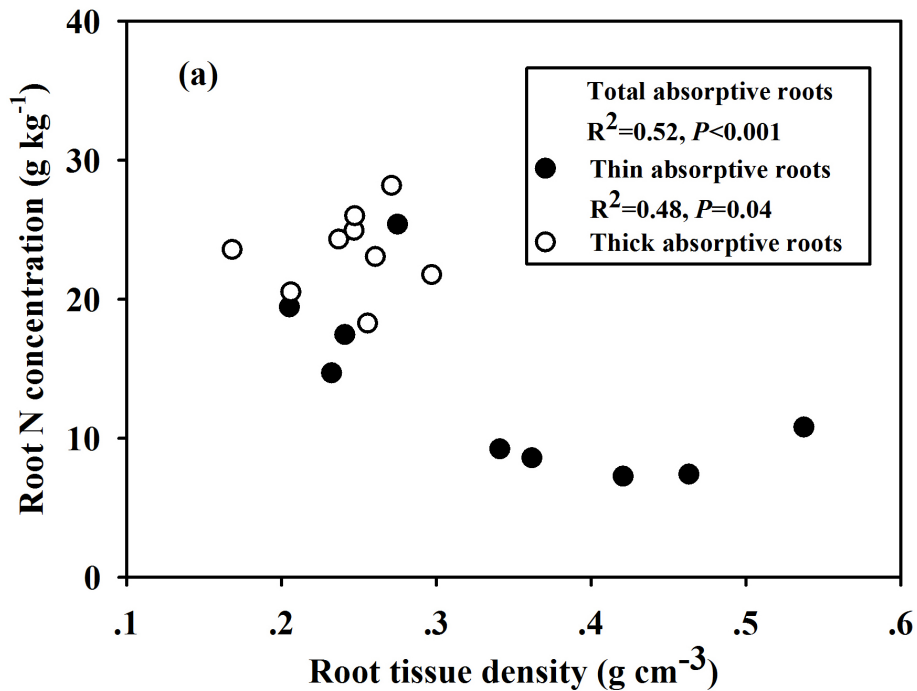 40
(a)
Total absorptive roots
R²=0.52, P<0.001
Thin absorptive roots
R²=0.48, P=0.04
Thick absorptive roots
30
20
10
0
.1 .2 .3 .4 .5 .6
Root N concentration (g kg⁻¹)
Root tissue density (g cm⁻³)